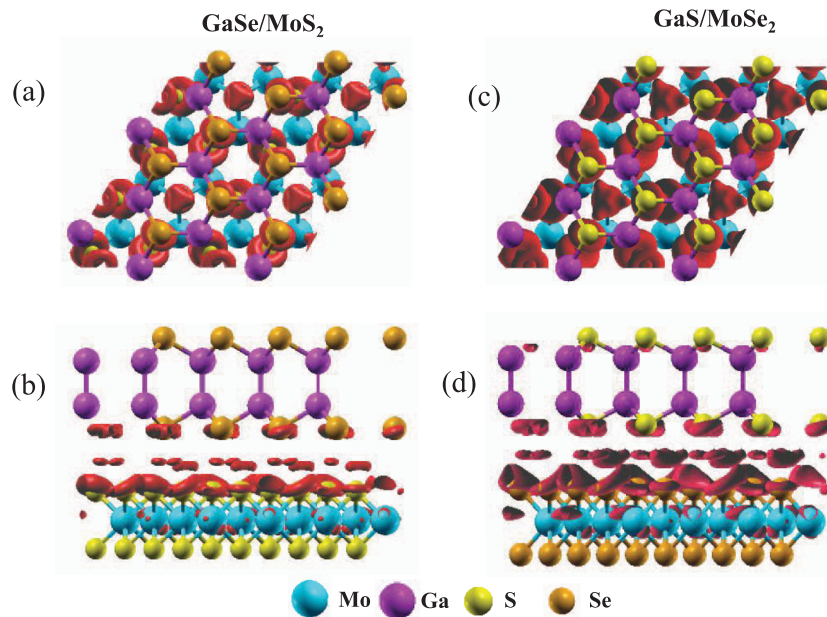 GaSe/MoS₂
GaS/MoSe₂
(a)
(c)
(b)
(d)
Mo Ga S Se